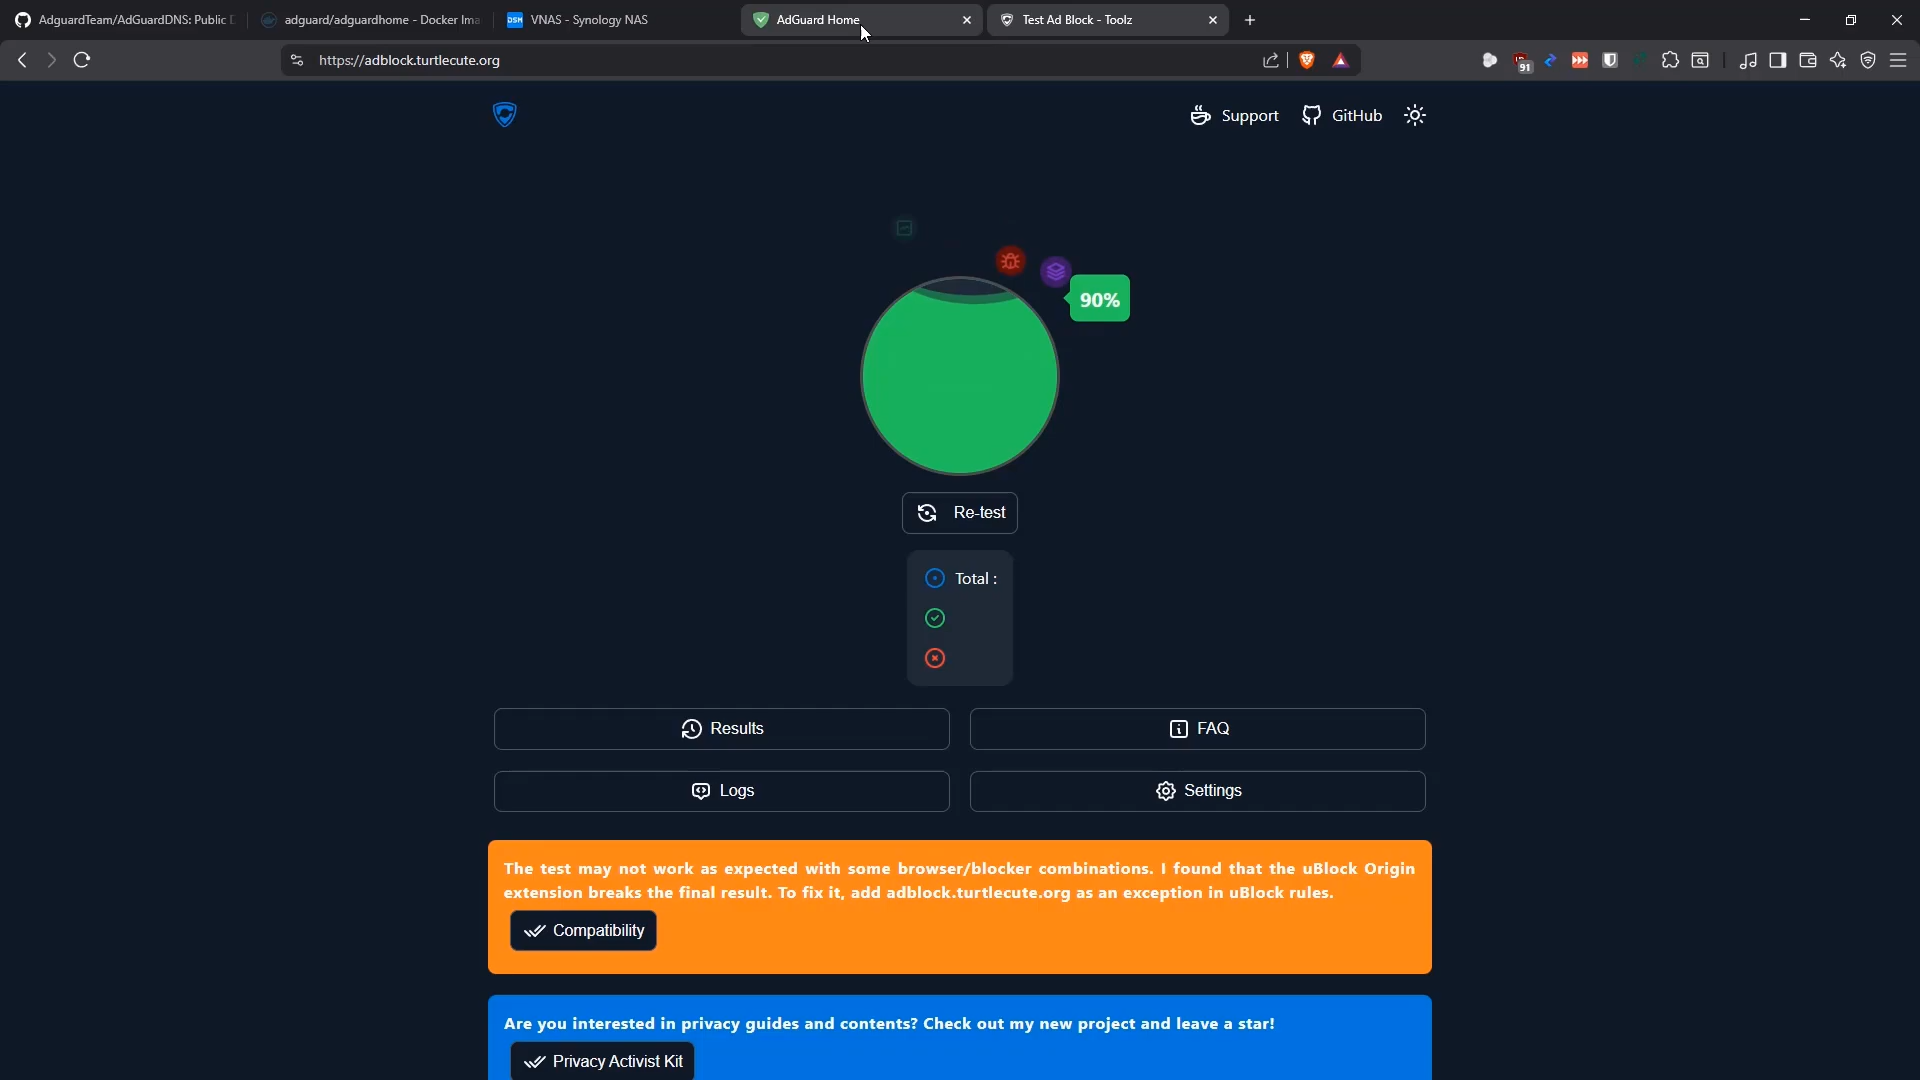 AdguardTeam/AdGuardDNS: Public D
adguard/adguardhome - Docker Ima
DSM VNAS - Synology NAS
AdGuard Home
Test Ad Block - Toolz
https://adblock.turtlecute.org
91
Support
GitHub
90%
Re-test
Total :
Results
FAQ
Logs
Settings
The test may not work as expected with some browser/blocker combinations. I found that the uBlock Origin
extension breaks the final result. To fix it, add adblock.turtlecute.org as an exception in uBlock rules.
Compatibility
Are you interested in privacy guides and contents? Check out my new project and leave a star!
Privacy Activist Kit